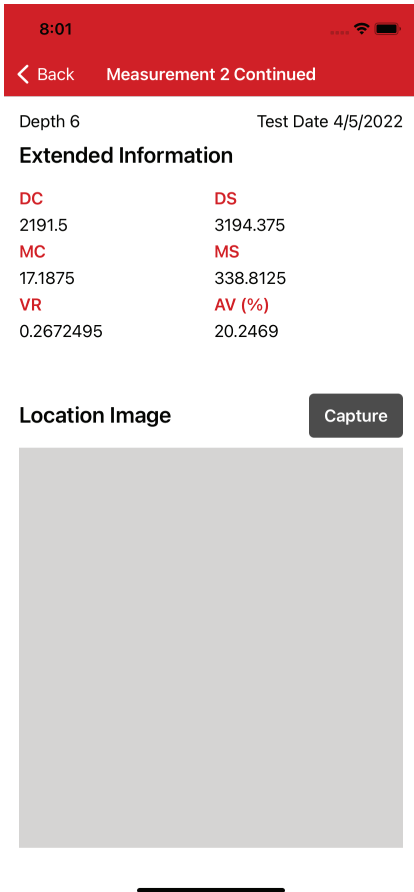 8:01
Back Measurement 2 Continued
Depth 6 Test Date 4/5/2022
Extended Information
DC DS
2191.5 3194.375
MC MS
17.1875 338.8125
VR AV (%)
0.2672495 20.2469
Location Image Capture